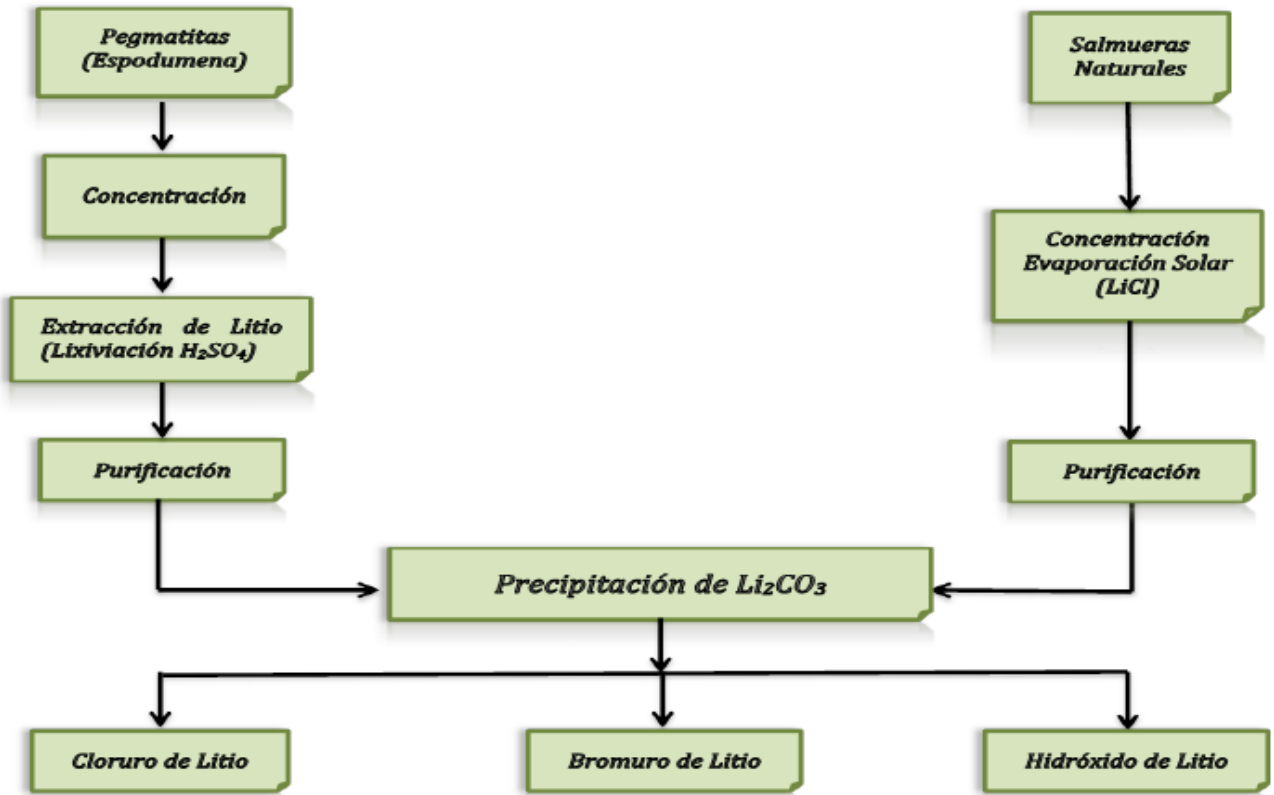 Pegmatitas
(Espodumena)
Salmueras
Naturales
Concentración
Concentración
Evaporación Solar
(LiCl)
Extracción de Litio
(Lixiviación H₂SO₄)
Purificación
Purificación
Precipitación de Li₂CO₃
Cloruro de Litio
Bromuro de Litio
Hidróxido de Litio